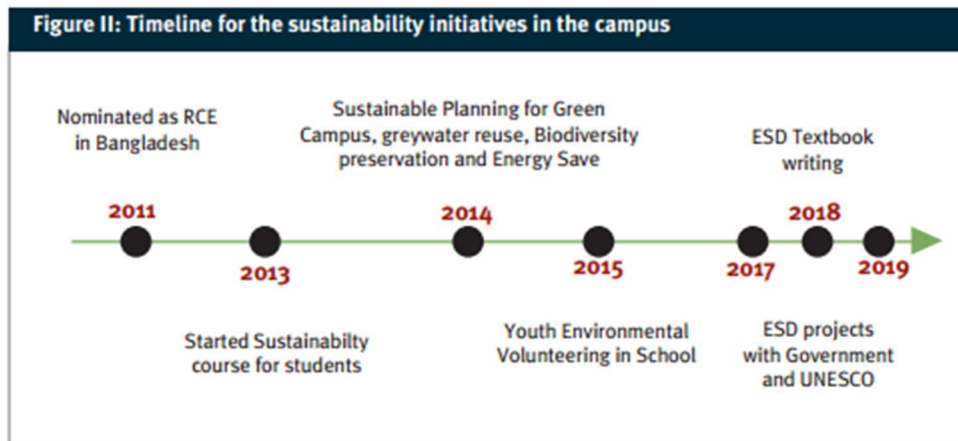 Figure II: Timeline for the sustainability initiatives in the campus
Nominated as RCE
in Bangladesh
Sustainable Planning for Green
Campus, greywater reuse, Biodiversity
preservation and Energy Save
ESD Textbook
writing
2011
2013
2014
2015
2017
2018
2019
Started Sustainabilty
course for students
Youth Environmental
Volunteering in School
ESD projects
with Government
and UNESCO